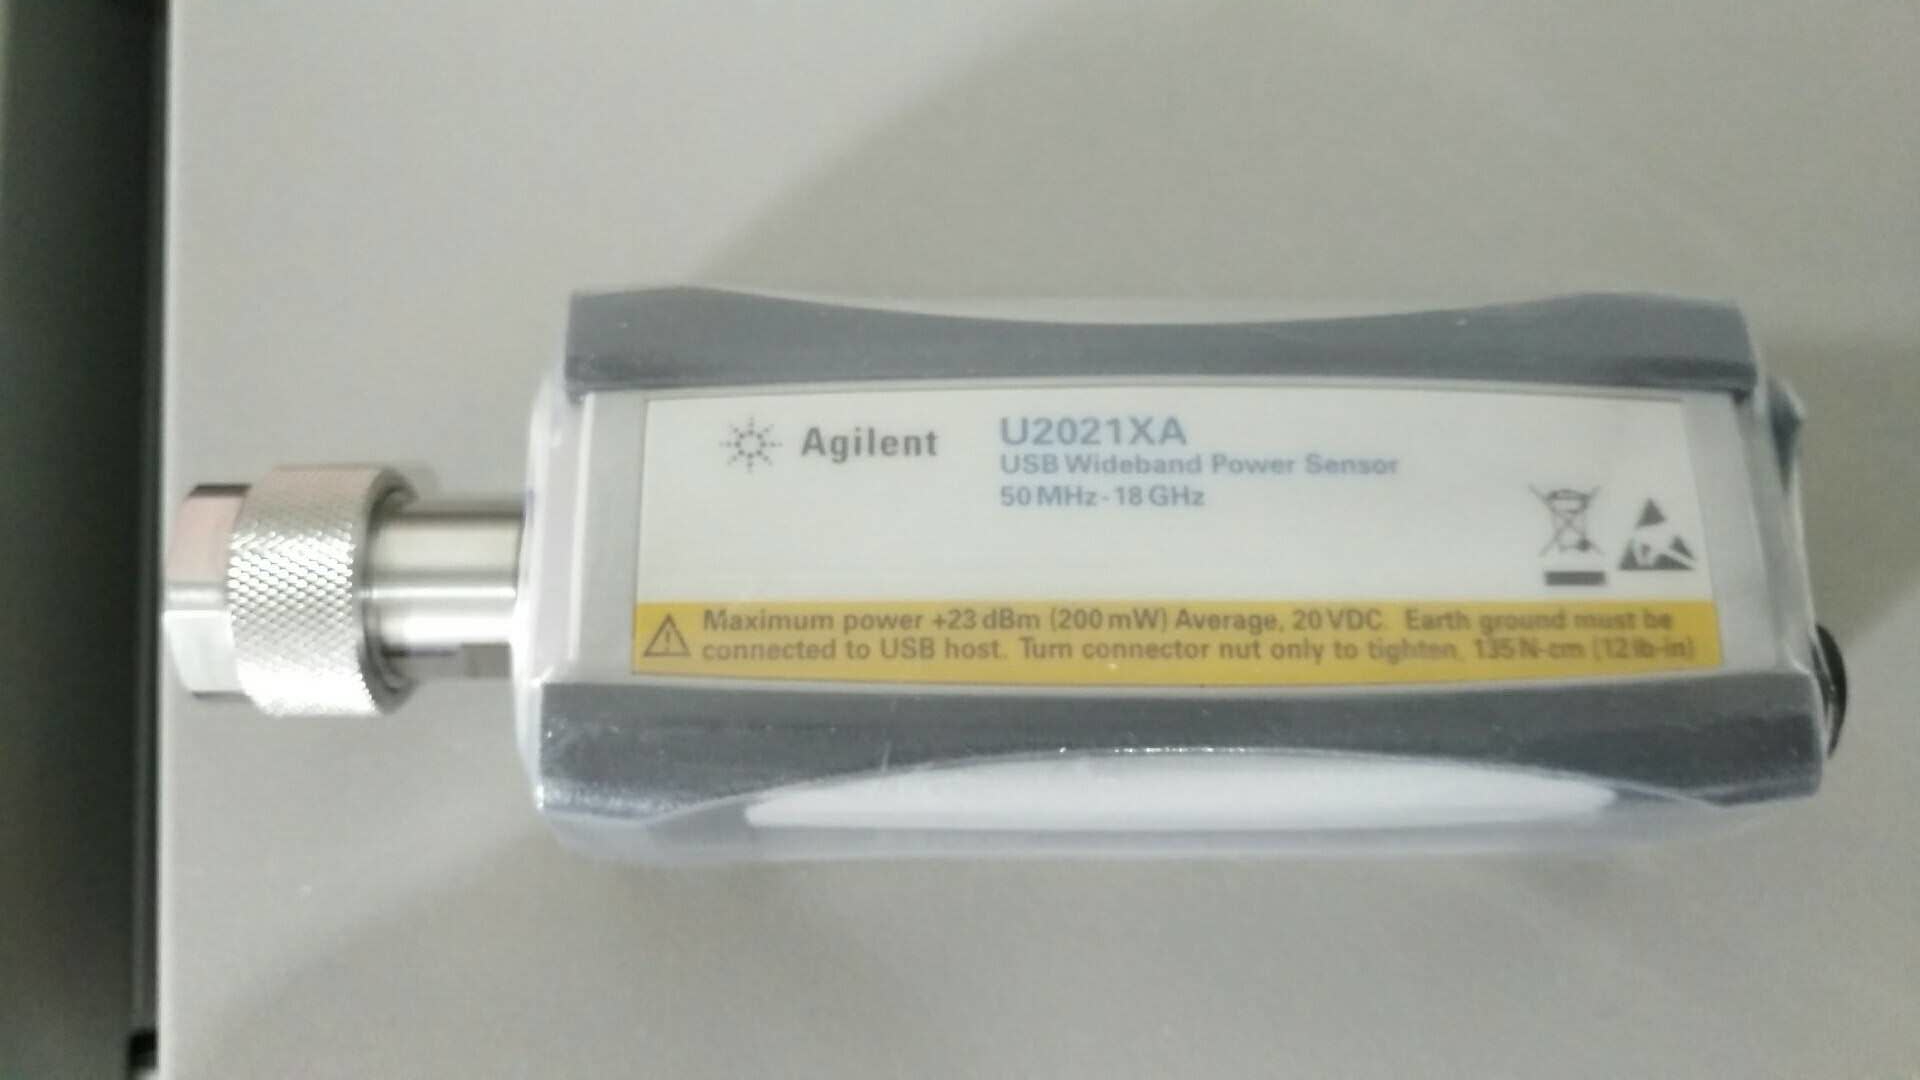 Agilent
U2021XA
USB Wideband Power Sensor
50 MHz - 18 GHz
Maximum power +23 dBm (200 mW) Average, 20 VDC. Earth ground must be
connected to USB host. Turn connector nut only to tighten, 135 N-cm (12 lb-in)